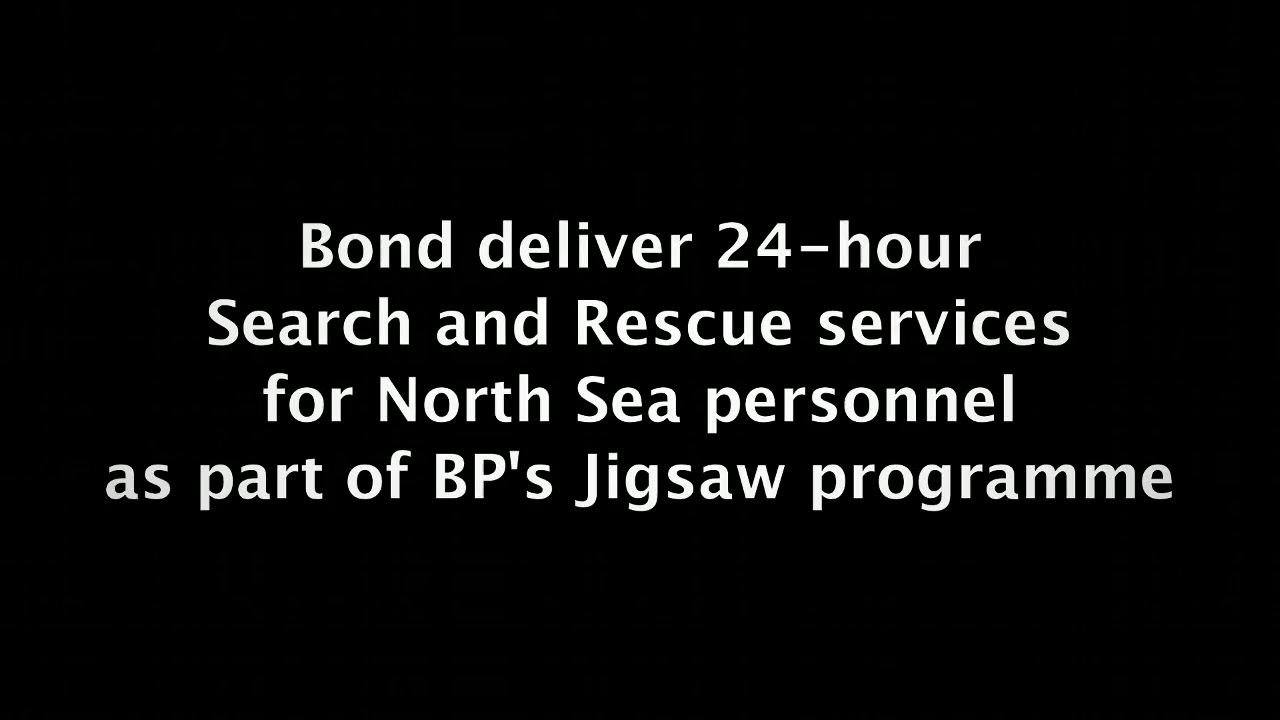 Bond deliver 24-hour
Search and Rescue services
for North Sea personnel
as part of BP's Jigsaw programme